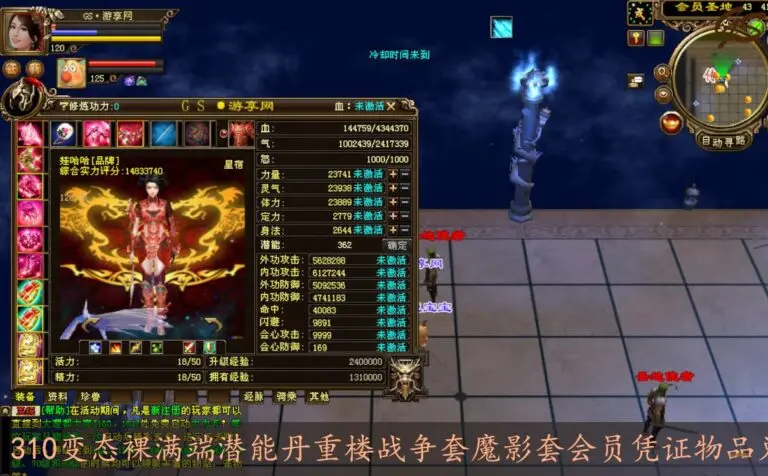 GS·游享网
120
125
冷却时间未到
会员圣地 43
自动寻路
修炼功力:0
GS ●游享网
血: 未激活
娃哈哈[品牌]
综合实力评分:14833740
星宿
血: 144759/4344370
气: 1002439/2417339
怒: 1000/1000
力量: 23741 未激活
灵气: 23938 未激活
体力: 23889 未激活
定力: 2779 未激活
身法: 2644 未激活
潜能: 362 确定
外功攻击: 5628288 未激活
内功攻击: 6127244 未激活
外功防御: 5092536 未激活
内功防御: 4741183 未激活
命中: 40083 未激活
闪避: 9891 未激活
会心攻击: 9999 未激活
会心防御: 169 未激活
活力: 18/50 升级经验: 2400000
精力: 18/50 拥有经验: 1310000
装备 资料 珍兽 经脉 骑乘 其他
圣地使者
[帮助]在活动期间，凡是新注册的玩家都可以
310变态裸满端潜能丹重楼战争套魔影套会员凭证物品